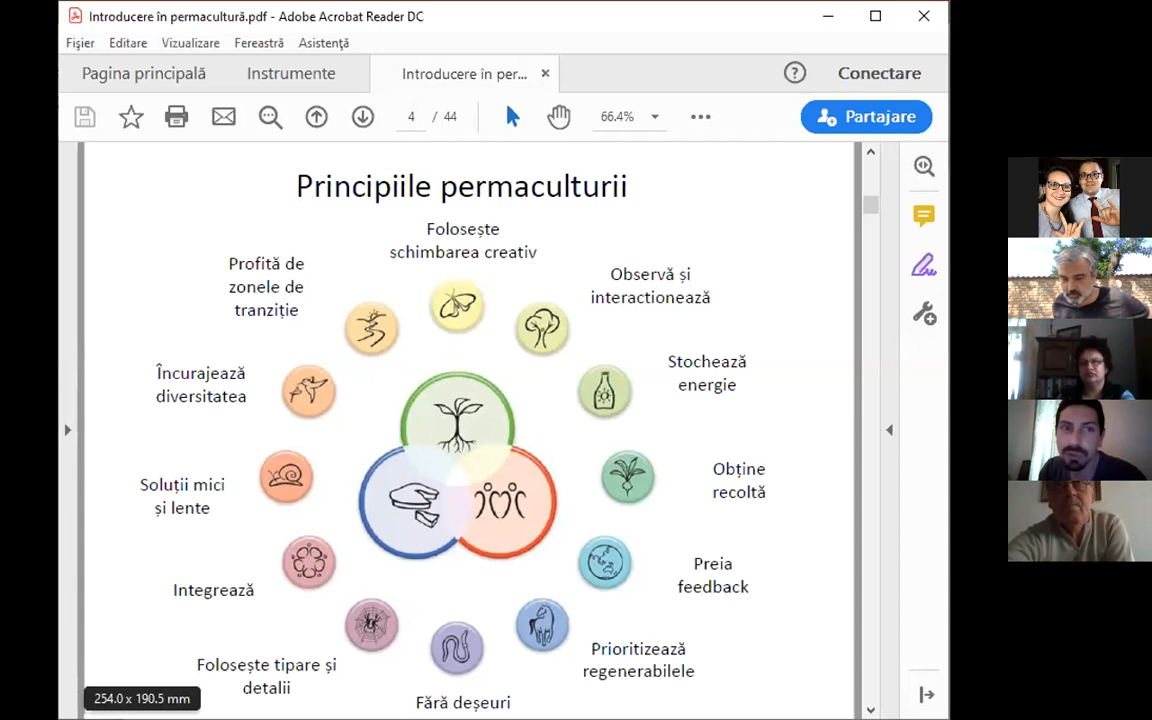 Introducere în permacultură.pdf - Adobe Acrobat Reader DC
Fișier Editare Vizualizare Fereastră Asistență
Pagina principală Instrumente Introducere în per... Conectare
4 / 44 66.4% Partajare
Principiile permaculturii
Folosește
schimbarea creativ
Profită de
zonele de
tranziție
Observă și
interactionează
Stochează
energie
Încurajează
diversitatea
Obține
recoltă
Soluții mici
și lente
Preia
feedback
Integrează
Prioritizează
regenerabilele
Folosește tipare și
detalii
Fără deșeuri
254.0 x 190.5 mm